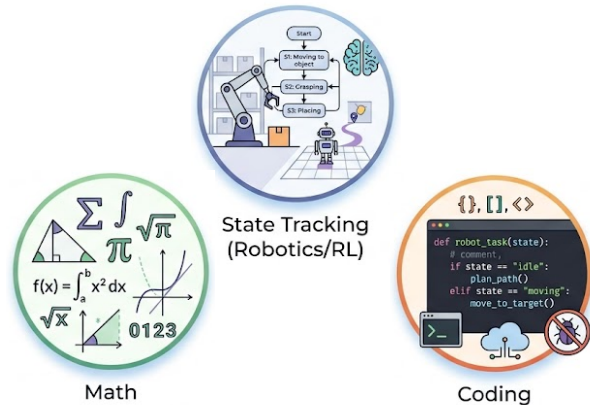 Start
S1: Moving to
object
S2: Grasping
S3: Placing
State Tracking
(Robotics/RL)
Σ ∫ √π
π
f(x) = ∫ₐᵇ x² dx
√x
0123
Math
{}, [], <>
def robot_task(state):
# comment,
if state == "idle":
plan_path()
elif state == "moving":
move_to_target()
>_
Coding